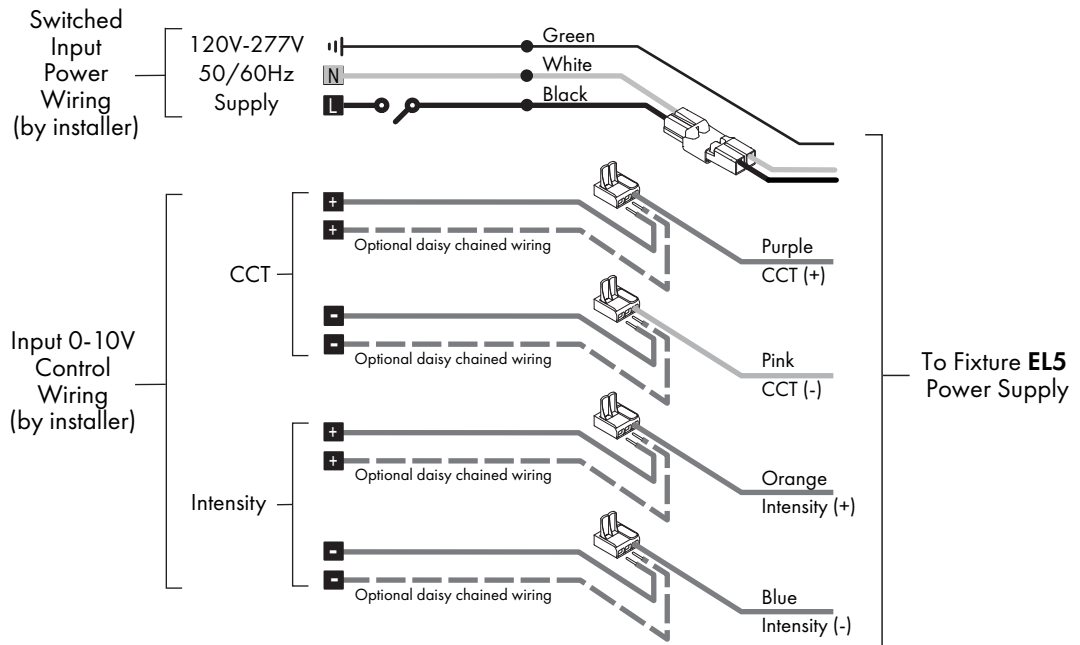 Switched
Input
Power
Wiring
(by installer)
120V-277V
50/60Hz
Supply
N
L
Green
White
Black
Input 0-10V
Control
Wiring
(by installer)
CCT
+
+
Optional daisy chained wiring
Purple
CCT (+)
-
-
Optional daisy chained wiring
Pink
CCT (-)
Intensity
+
+
Optional daisy chained wiring
Orange
Intensity (+)
-
-
Optional daisy chained wiring
Blue
Intensity (-)
To Fixture EL5
Power Supply